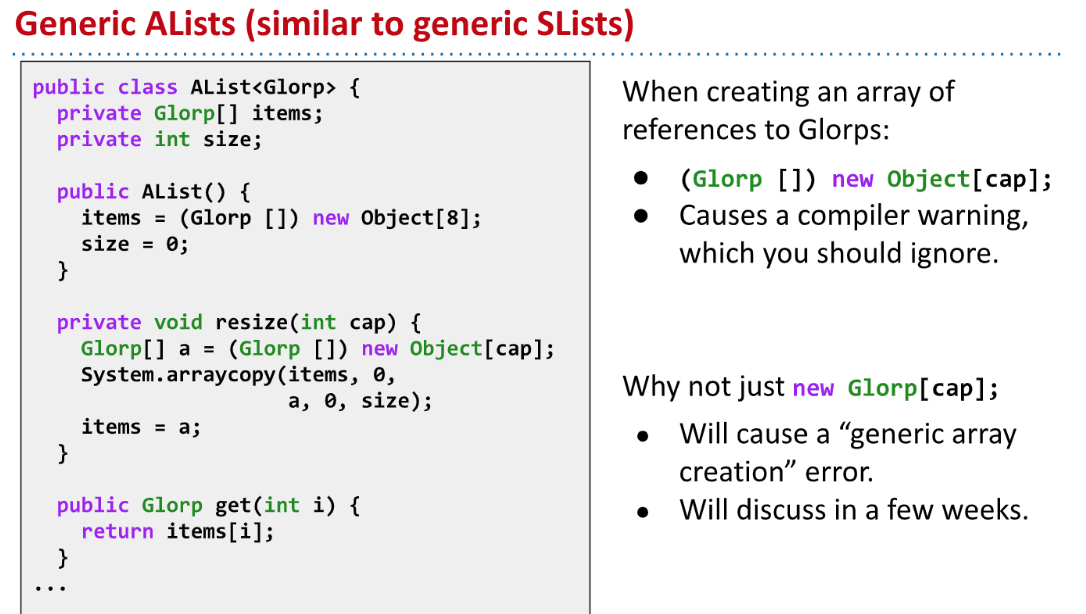 Generic ALists (similar to generic SLists)
public class AList<Glorp> {
  private Glorp[] items;
  private int size;

  public AList() {
    items = (Glorp []) new Object[8];
    size = 0;
  }

  private void resize(int cap) {
    Glorp[] a = (Glorp []) new Object[cap];
    System.arraycopy(items, 0,
                     a, 0, size);
    items = a;
  }

  public Glorp get(int i) {
    return items[i];
  }
...
When creating an array of
references to Glorps:
● (Glorp []) new Object[cap];
● Causes a compiler warning,
which you should ignore.
Why not just new Glorp[cap];
● Will cause a “generic array
creation” error.
● Will discuss in a few weeks.